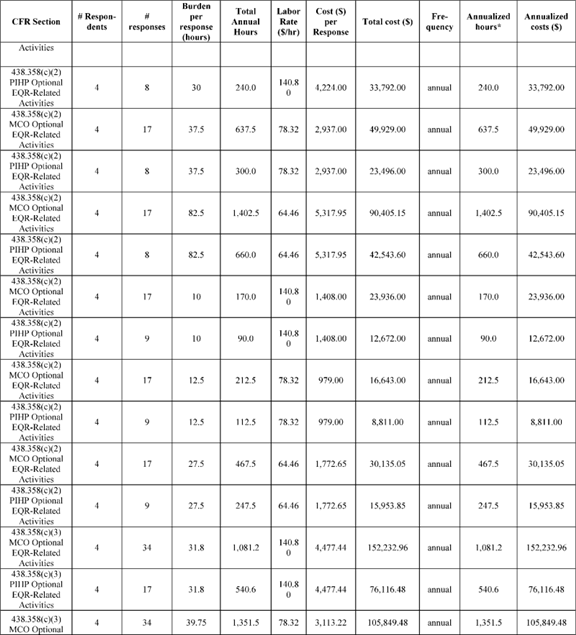 CFR Section # Respon-dents # responses Burden per response (hours) Total Annual Hours Labor Rate ($/hr) Cost ($) per Response Total cost ($) Fre-quency Annualized hours* Annualized costs ($)
Activities
438.358(c)(2) PIHP Optional EQR-Related Activities 4 8 30 240.0 140.80 4,224.00 33,792.00 annual 240.0 33,792.00
438.358(c)(2) MCO Optional EQR-Related Activities 4 17 37.5 637.5 78.32 2,937.00 49,929.00 annual 637.5 49,929.00
438.358(c)(2) PIHP Optional EQR-Related Activities 4 8 37.5 300.0 78.32 2,937.00 23,496.00 annual 300.0 23,496.00
438.358(c)(2) MCO Optional EQR-Related Activities 4 17 82.5 1,402.5 64.46 5,317.95 90,405.15 annual 1,402.5 90,405.15
438.358(c)(2) PIHP Optional EQR-Related Activities 4 8 82.5 660.0 64.46 5,317.95 42,543.60 annual 660.0 42,543.60
438.358(c)(2) MCO Optional EQR-Related Activities 4 17 10 170.0 140.80 1,408.00 23,936.00 annual 170.0 23,936.00
438.358(c)(2) PIHP Optional EQR-Related Activities 4 9 10 90.0 140.80 1,408.00 12,672.00 annual 90.0 12,672.00
438.358(c)(2) MCO Optional EQR-Related Activities 4 17 12.5 212.5 78.32 979.00 16,643.00 annual 212.5 16,643.00
438.358(c)(2) PIHP Optional EQR-Related Activities 4 9 12.5 112.5 78.32 979.00 8,811.00 annual 112.5 8,811.00
438.358(c)(2) MCO Optional EQR-Related Activities 4 17 27.5 467.5 64.46 1,772.65 30,135.05 annual 467.5 30,135.05
438.358(c)(2) PIHP Optional EQR-Related Activities 4 9 27.5 247.5 64.46 1,772.65 15,953.85 annual 247.5 15,953.85
438.358(c)(3) MCO Optional EQR-Related Activities 4 34 31.8 1,081.2 140.80 4,477.44 152,232.96 annual 1,081.2 152,232.96
438.358(c)(3) PIHP Optional EQR-Related Activities 4 17 31.8 540.6 140.80 4,477.44 76,116.48 annual 540.6 76,116.48
438.358(c)(3) MCO Optional 4 34 39.75 1,351.5 78.32 3,113.22 105,849.48 annual 1,351.5 105,849.48